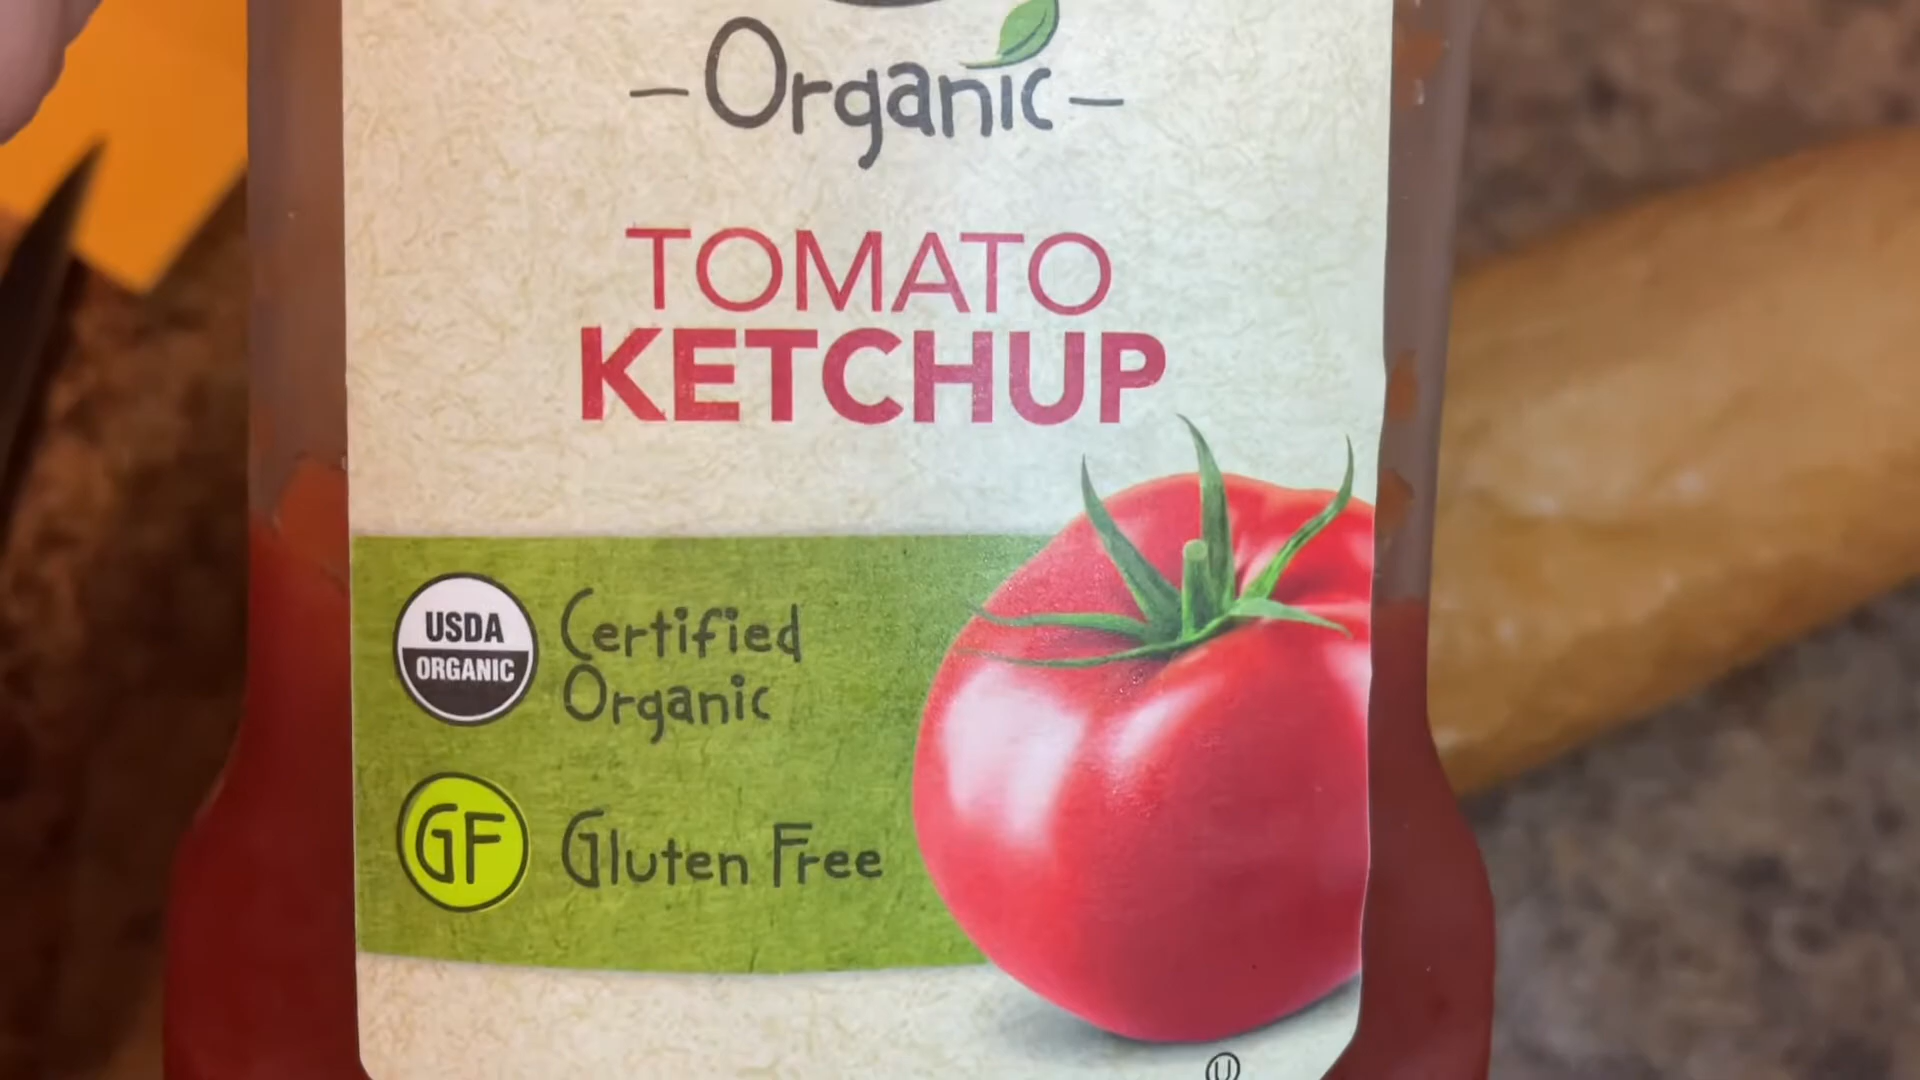 Organic
TOMATO
KETCHUP
USDA
ORGANIC
Certified
Organic
GF
Gluten Free
U